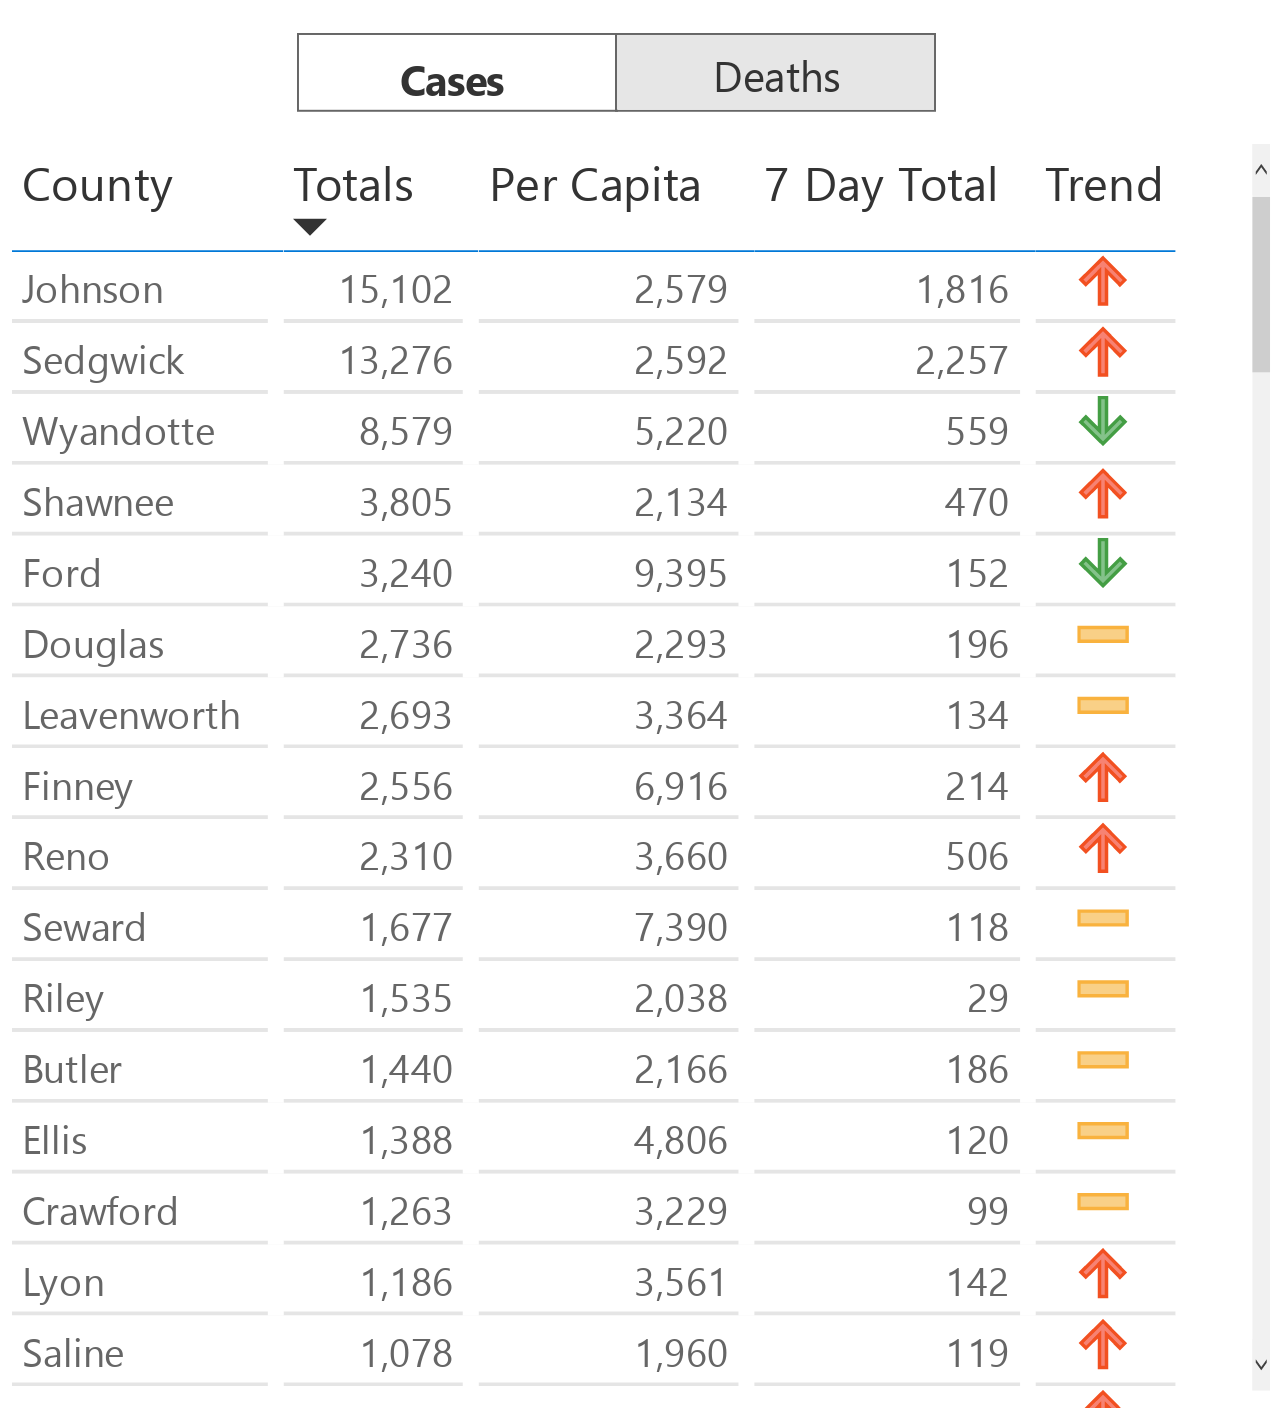 Cases Deaths
County Totals Per Capita 7 Day Total Trend
Johnson 15,102 2,579 1,816
Sedgwick 13,276 2,592 2,257
Wyandotte 8,579 5,220 559
Shawnee 3,805 2,134 470
Ford 3,240 9,395 152
Douglas 2,736 2,293 196
Leavenworth 2,693 3,364 134
Finney 2,556 6,916 214
Reno 2,310 3,660 506
Seward 1,677 7,390 118
Riley 1,535 2,038 29
Butler 1,440 2,166 186
Ellis 1,388 4,806 120
Crawford 1,263 3,229 99
Lyon 1,186 3,561 142
Saline 1,078 1,960 119